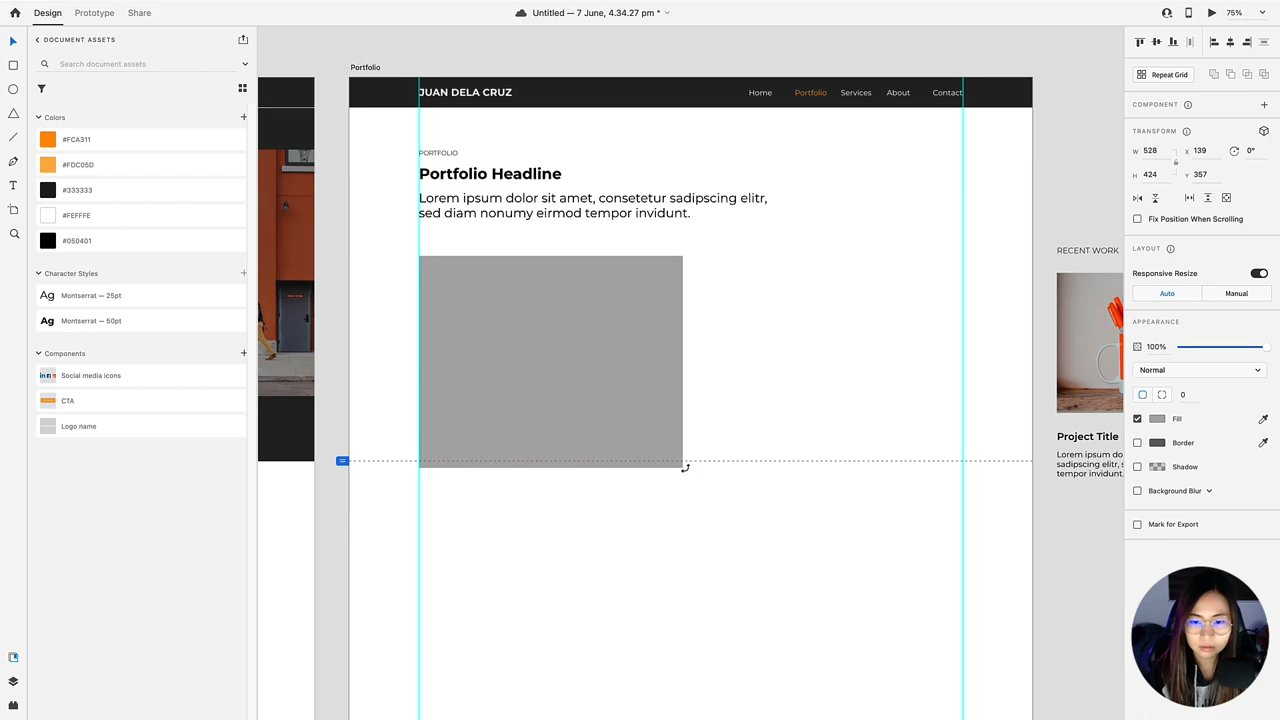 Design
Prototype
Share
Untitled — 7 June, 4.34.27 pm *
75%
DOCUMENT ASSETS
Search document assets
Colors
#FCA311
#FDC05D
#333333
#FEFFFE
#050401
Character Styles
Ag Montserrat — 25pt
Ag Montserrat — 50pt
Components
Social media icons
CTA
Logo name
Portfolio
JUAN DELA CRUZ
Home
Portfolio
Services
About
Contact
PORTFOLIO
Portfolio Headline
Lorem ipsum dolor sit amet, consetetur sadipscing elitr,
sed diam nonumy eirmod tempor invidunt.
RECENT WORK
Project Title
Lorem ipsum
sadipscing elitr, s
tempor invidunt.
Repeat Grid
COMPONENT
TRANSFORM
W 528
X 139
0°
H 424
Y 357
Fix Position When Scrolling
LAYOUT
Responsive Resize
Auto
Manual
APPEARANCE
100%
Normal
0
Fill
Border
Shadow
Background Blur
Mark for Export